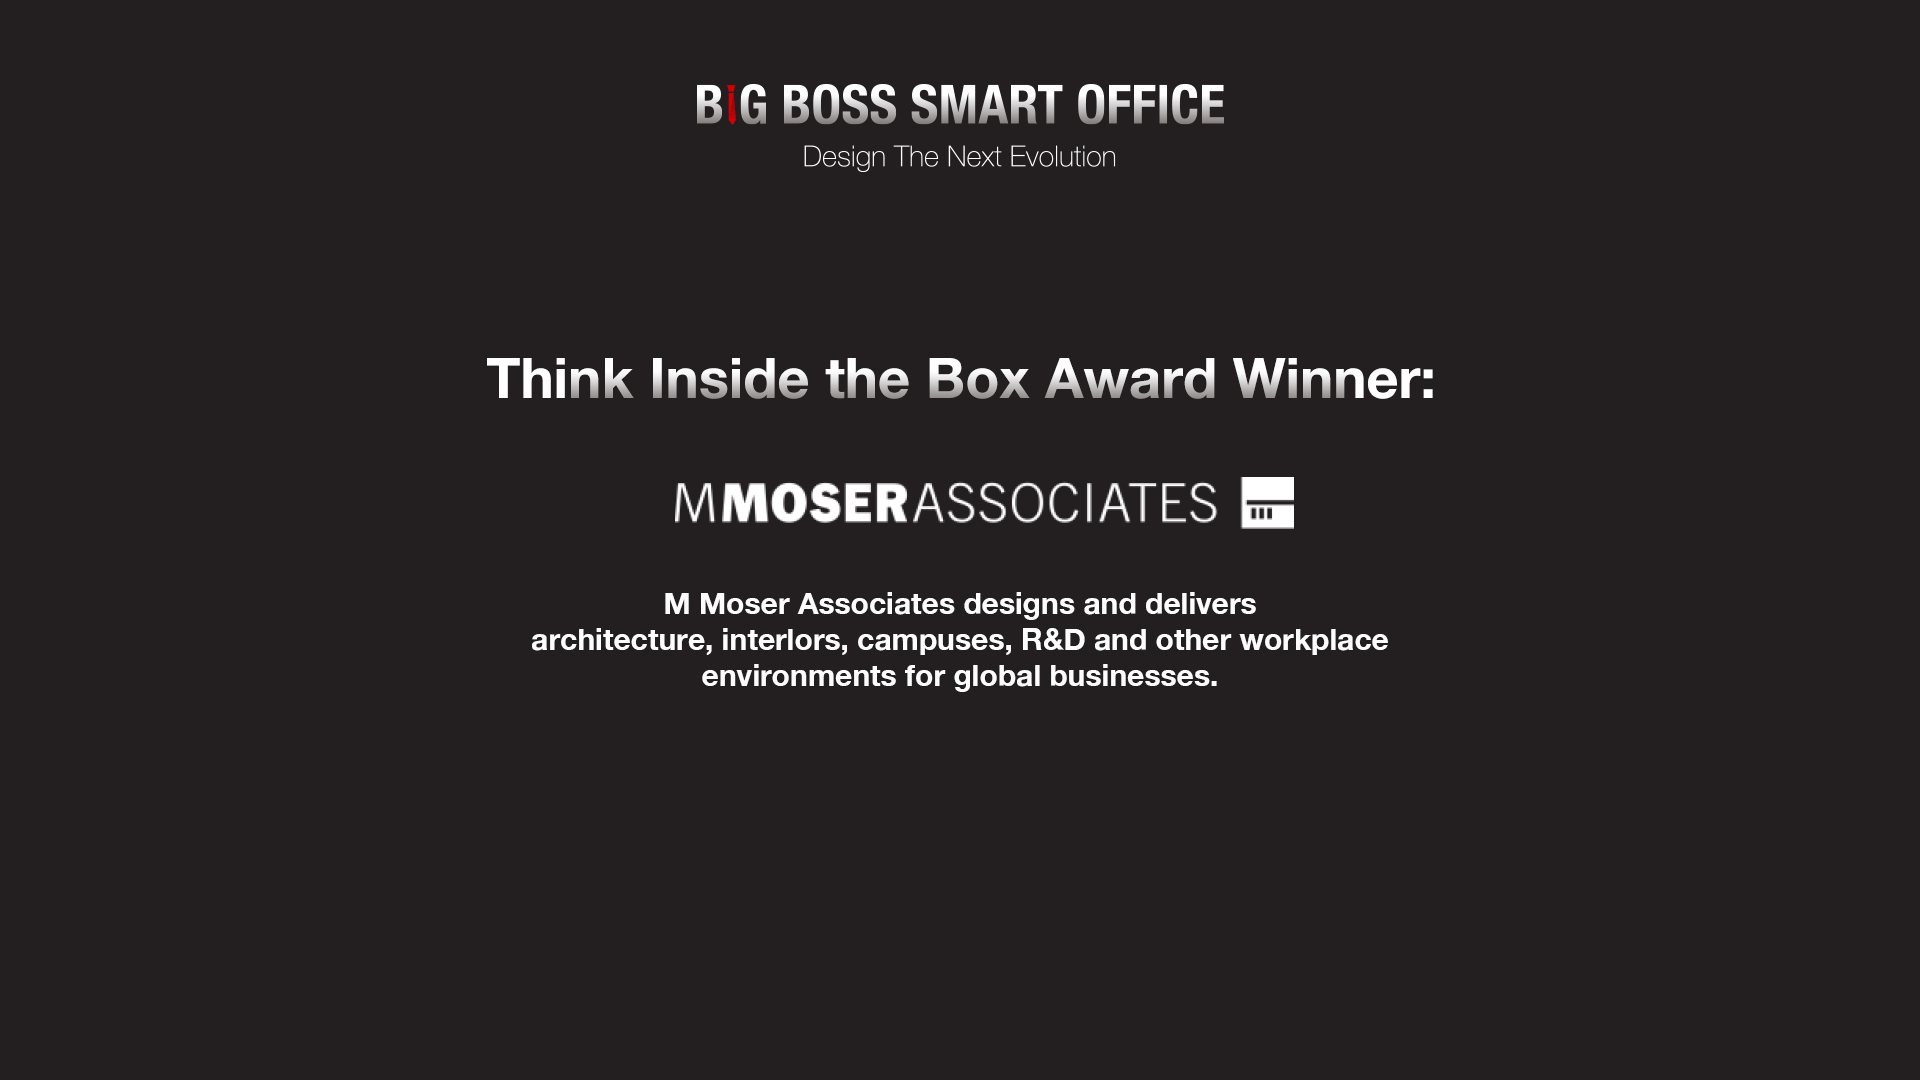 BiG BOSS SMART OFFICE
Design The Next Evolution
Think Inside the Box Award Winner:
MMOSERASSOCIATES
M Moser Associates designs and delivers
architecture, interlors, campuses, R&D and other workplace
environments for global businesses.